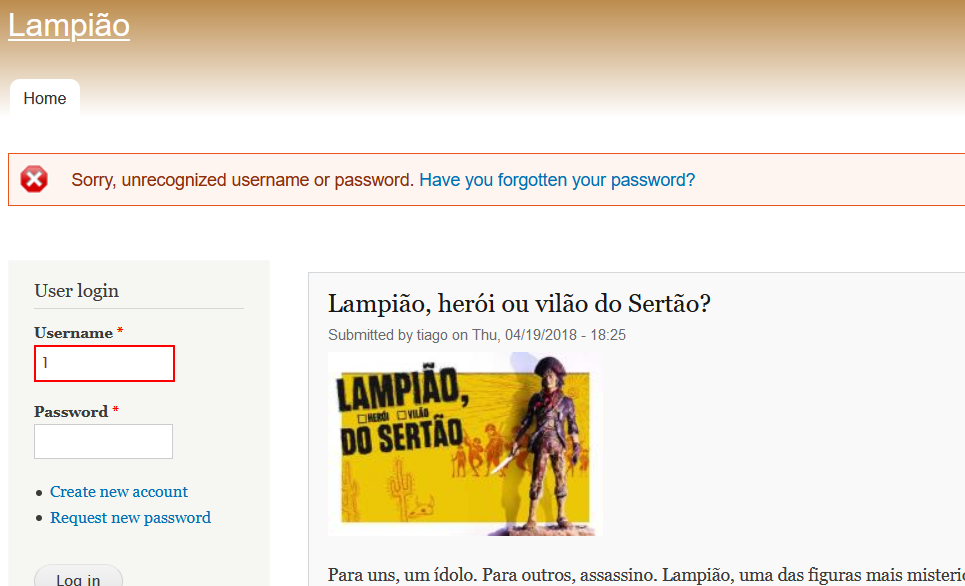 Lampião
Home
Sorry, unrecognized username or password. Have you forgotten your password?
User login
Username *
1
Password *
Create new account
Request new password
Log in
Lampião, herói ou vilão do Sertão?
Submitted by tiago on Thu, 04/19/2018 - 18:25
LAMPIÃO,
HERÓI VILÃO
DO SERTÃO
Para uns, um ídolo. Para outros, assassino. Lampião, uma das figuras mais